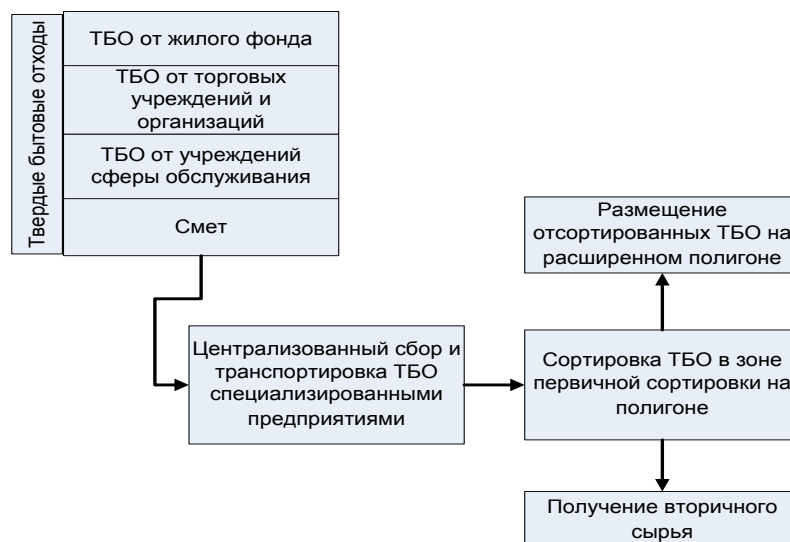 Твердые бытовые отходы
ТБО от жилого фонда
ТБО от торговых
учреждений и
организаций
ТБО от учреждений
сферы обслуживания
Смет
Централизованный сбор и
транспортировка ТБО
специализированными
предприятиями
Размещение
отсортированных ТБО на
расширенном полигоне
Сортировка ТБО в зоне
первичной сортировки на
полигоне
Получение вторичного
сырья